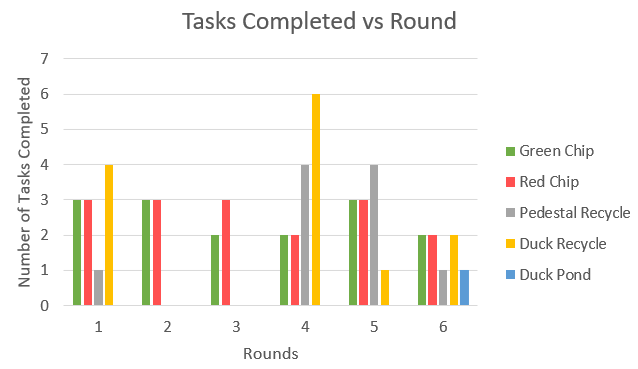 Tasks Completed vs Round
Number of Tasks Completed
7
6
5
4
3
2
1
0
1 2 3 4 5 6
Rounds
Green Chip
Red Chip
Pedestal Recycle
Duck Recycle
Duck Pond